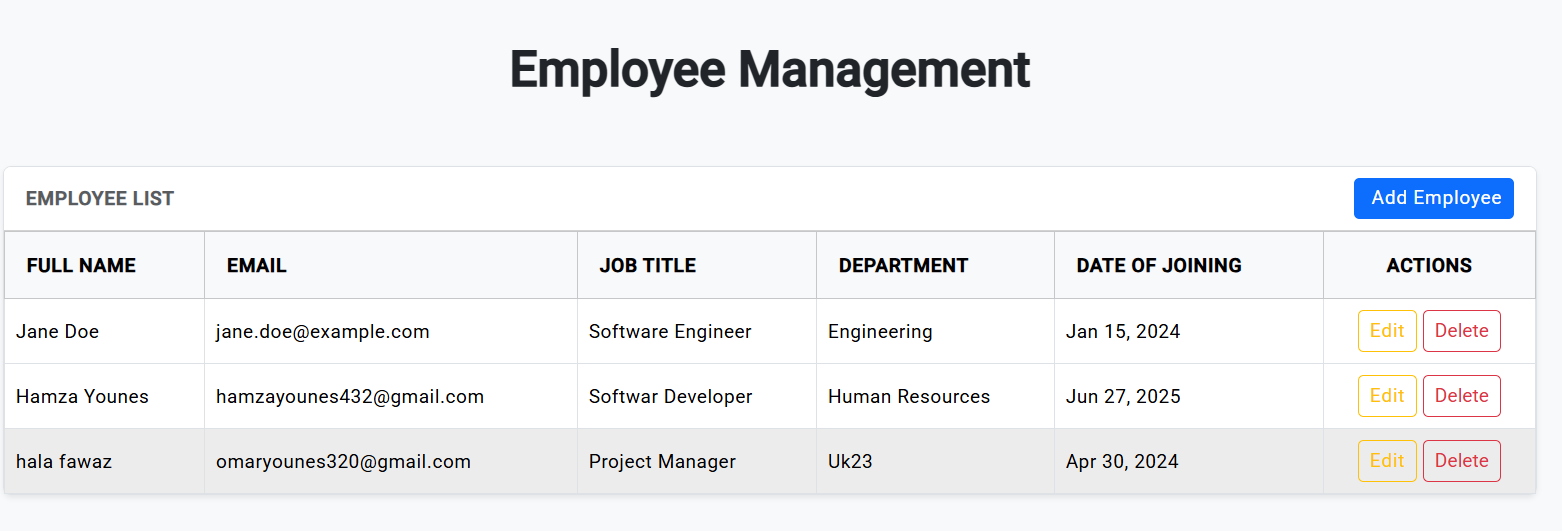 Employee Management
EMPLOYEE LIST Add Employee
FULL NAME EMAIL JOB TITLE DEPARTMENT DATE OF JOINING ACTIONS
Jane Doe jane.doe@example.com Software Engineer Engineering Jan 15, 2024 Edit Delete
Hamza Younes hamzayounes432@gmail.com Softwar Developer Human Resources Jun 27, 2025 Edit Delete
hala fawaz omaryounes320@gmail.com Project Manager Uk23 Apr 30, 2024 Edit Delete